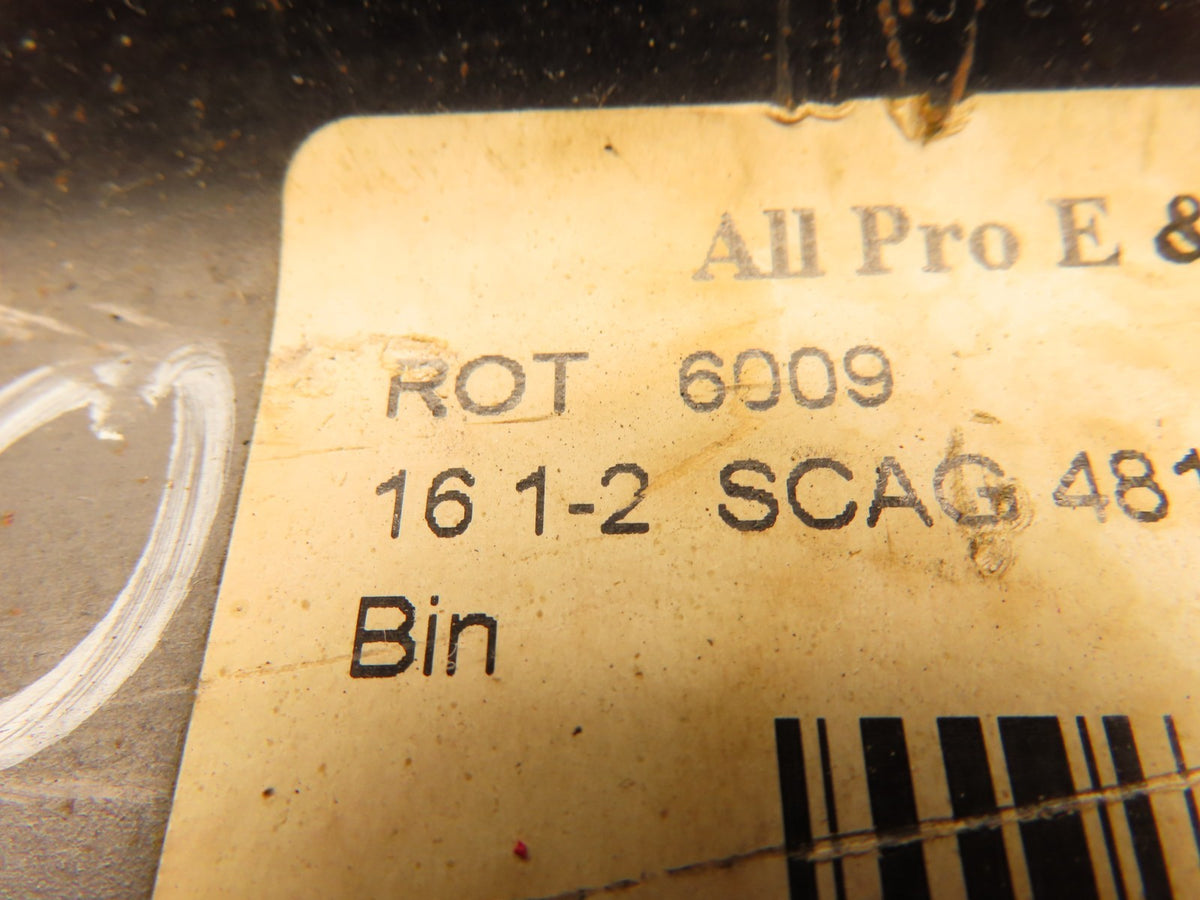 All Pro E &
ROT 6009
16 1-2 SCAG 481
Bin